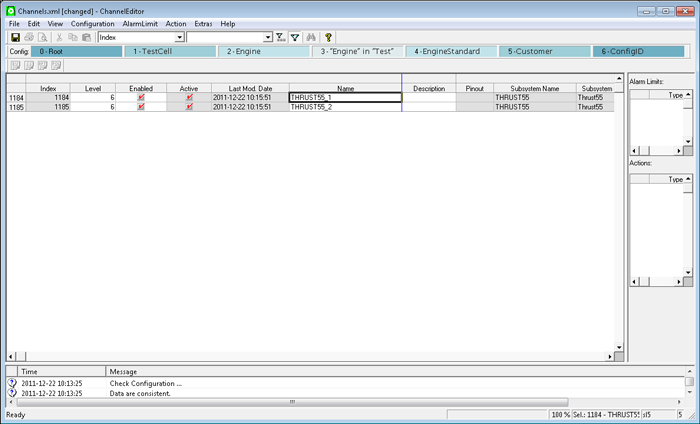 Channels.xml [changed] - ChannelEditor
File Edit View Configuration AlarmLimit Action Extras Help
Index
Config: 0 - Root 1 - TestCell 2 - Engine 3 - "Engine" in "Test" 4 - EngineStandard 5 - Customer 6 - ConfigID
Index Level Enabled Active Last Mod. Date Name Description Pinout Subsystem Name Subsystem
1184 1184 6 2011-12-22 10:15:51 THRUST55_1 THRUST55 Thrust55
1185 1185 6 2011-12-22 10:15:51 THRUST55_2 THRUST55 Thrust55
Alarm Limits:
Type
Actions:
Type
Time Message
2011-12-22 10:13:25 Check Configuration ...
2011-12-22 10:13:25 Data are consistent.
Ready 100 % Sel.: 1184 - THRUST5 5